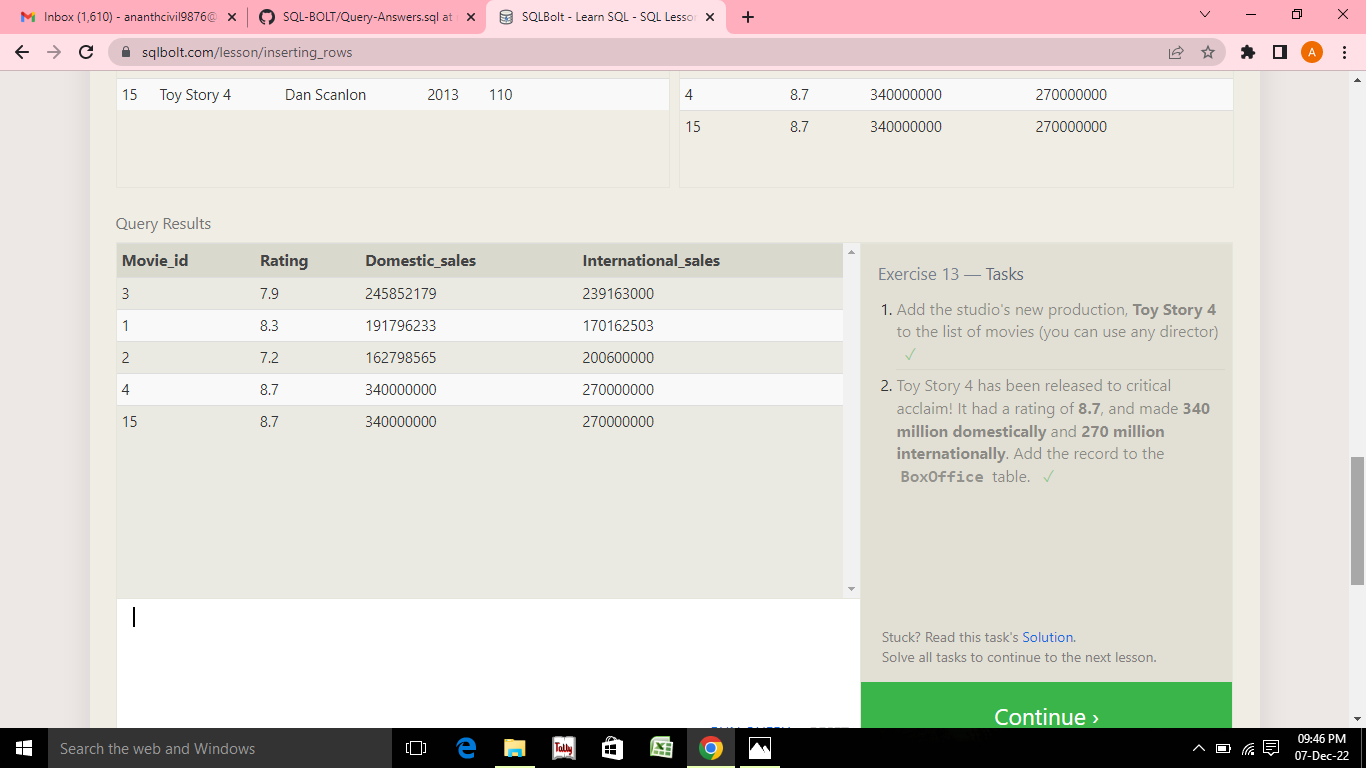 Inbox (1,610) - ananthcivil9876@
SQL-BOLT/Query-Answers.sql at
SQLBolt - Learn SQL - SQL Lesson
sqlbolt.com/lesson/inserting_rows
A
15 Toy Story 4 Dan Scanlon 2013 110
4 8.7 340000000 270000000
15 8.7 340000000 270000000
Query Results
Movie_id Rating Domestic_sales International_sales
3 7.9 245852179 239163000
1 8.3 191796233 170162503
2 7.2 162798565 200600000
4 8.7 340000000 270000000
15 8.7 340000000 270000000
Exercise 13 — Tasks
1. Add the studio's new production, Toy Story 4
to the list of movies (you can use any director)
✓
2. Toy Story 4 has been released to critical
acclaim! It had a rating of 8.7, and made 340
million domestically and 270 million
internationally. Add the record to the
BoxOffice table. ✓
Stuck? Read this task's Solution.
Solve all tasks to continue to the next lesson.
Continue ›
Search the web and Windows
Tally
09:46 PM
07-Dec-22